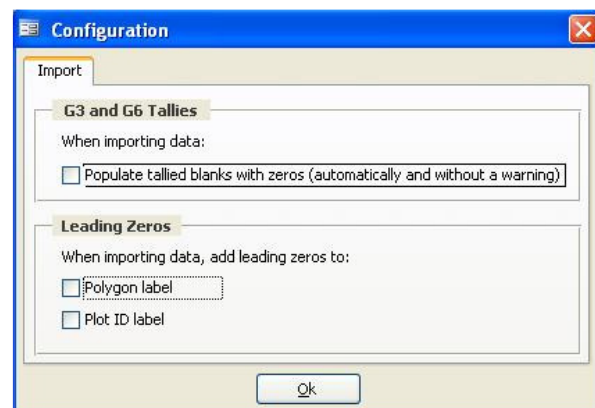 Configuration
Import
G3 and G6 Tallies
When importing data:
Populate tallied blanks with zeros (automatically and without a warning)
Leading Zeros
When importing data, add leading zeros to:
Polygon label
Plot ID label
Ok